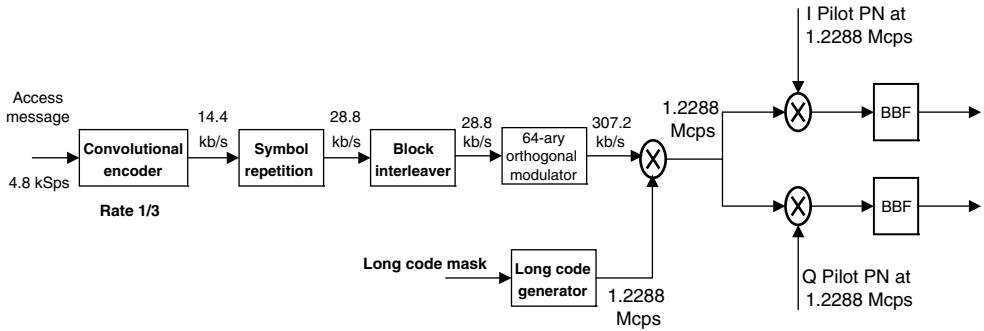 I Pilot PN at
1.2288 Mcps
Access
message
4.8 kSps
Convolutional
encoder
Rate 1/3
14.4
kb/s
Symbol
repetition
28.8
kb/s
Block
interleaver
28.8
kb/s
64-ary
orthogonal
modulator
307.2
kb/s
X
1.2288
Mcps
X
BBF
X
BBF
Long code mask
Long code
generator
1.2288
Mcps
Q Pilot PN at
1.2288 Mcps